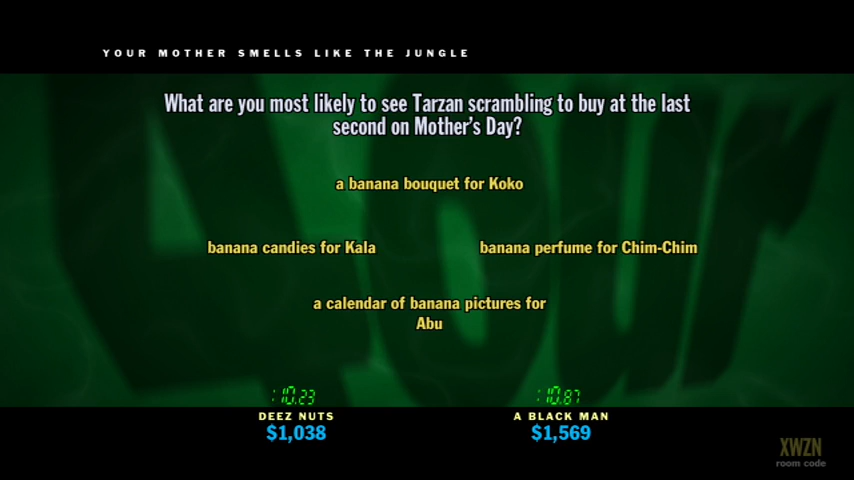 YOUR MOTHER SMELLS LIKE THE JUNGLE
What are you most likely to see Tarzan scrambling to buy at the last
second on Mother's Day?
a banana bouquet for Koko
banana candies for Kala
banana perfume for Chim-Chim
a calendar of banana pictures for
Abu
:10.23
:10.87
DEEZ NUTS
A BLACK MAN
$1,038
$1,569
XWZN
room code
4our